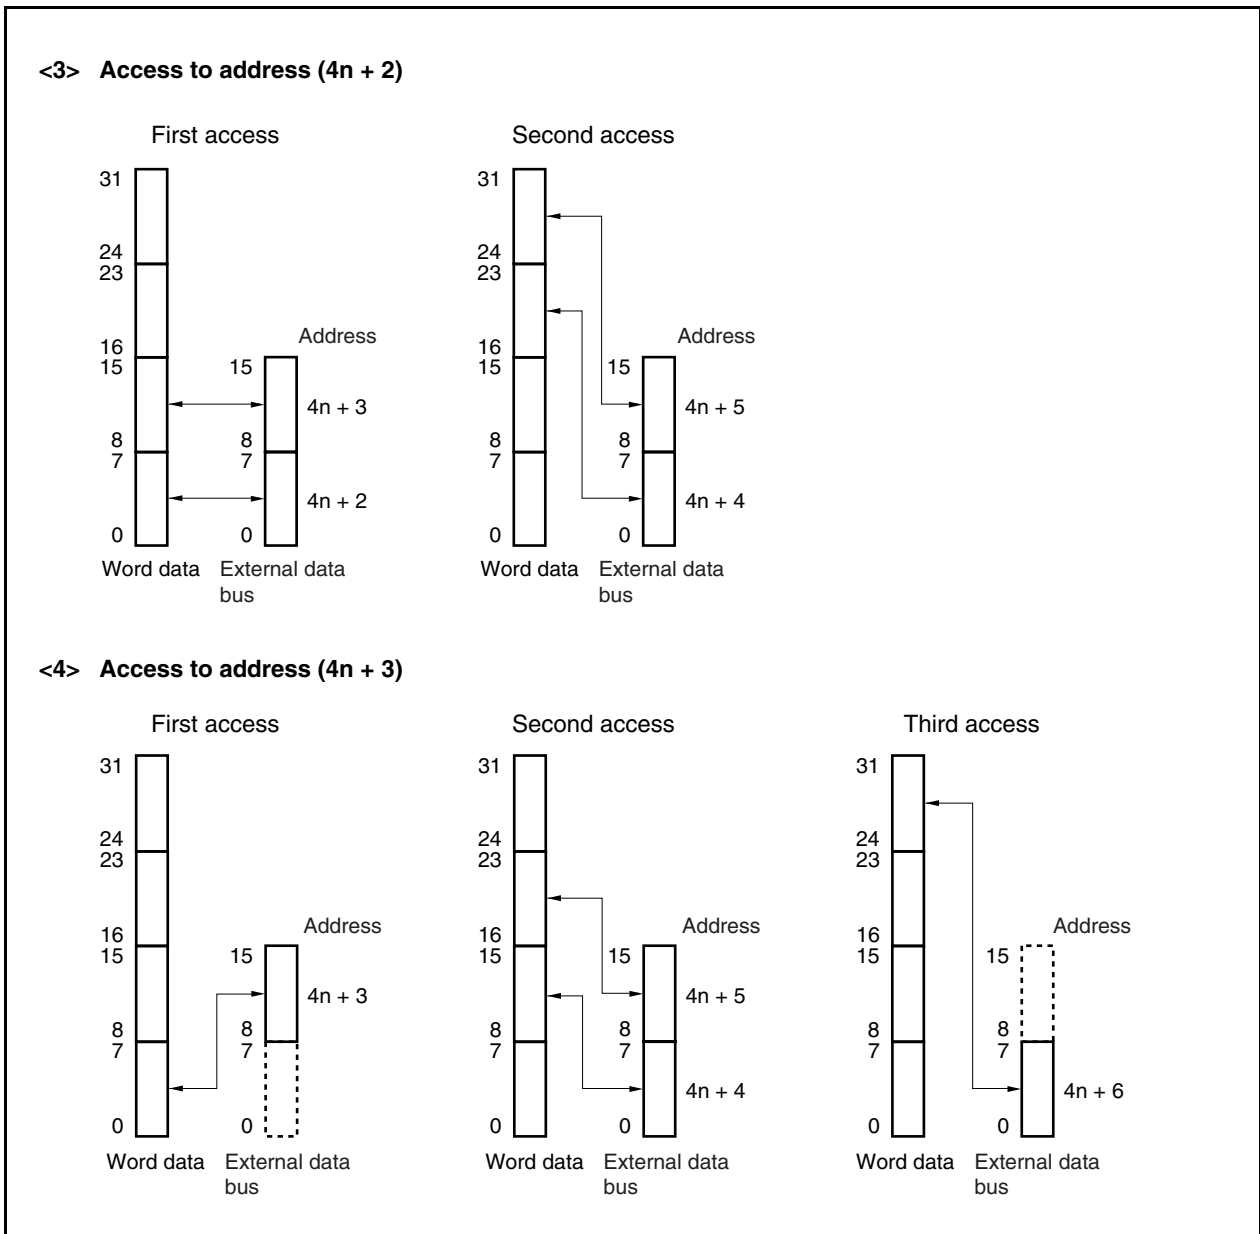 <3> Access to address (4n + 2)
First access
Second access
31
24
23
16
15
8
7
0
Address
15
4n + 3
8
7
4n + 2
0
Word data
External data
bus
31
24
23
16
15
8
7
0
Address
15
4n + 5
8
7
4n + 4
0
Word data
External data
bus
<4> Access to address (4n + 3)
First access
Second access
Third access
31
24
23
16
15
8
7
0
Address
15
4n + 3
8
7
0
Word data
External data
bus
31
24
23
16
15
8
7
0
Address
15
4n + 5
8
7
4n + 4
0
Word data
External data
bus
31
24
23
16
15
8
7
0
Address
15
8
7
4n + 6
0
Word data
External data
bus